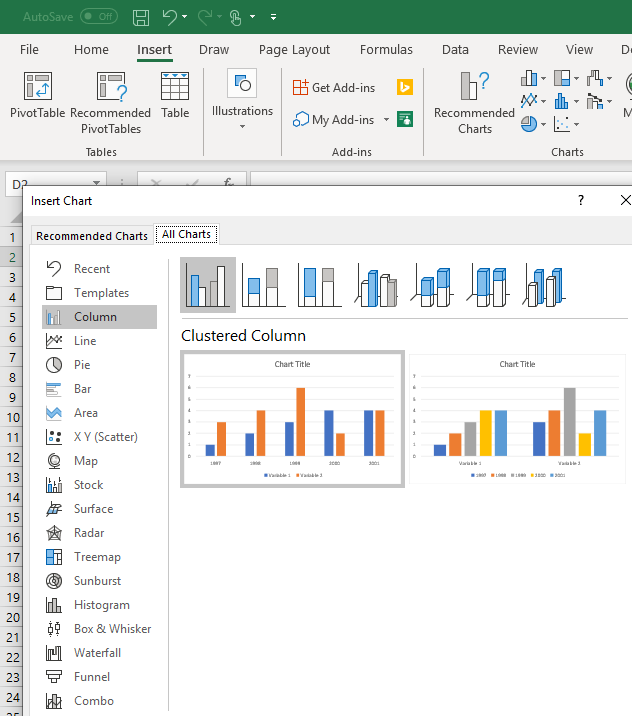 AutoSave Off
File Home Insert Draw Page Layout Formulas Data Review View D
PivotTable Recommended PivotTables Table
Illustrations
Get Add-ins
My Add-ins
Recommended Charts
M
Tables Add-ins Charts
D2 fx
Insert Chart ? X
Recommended Charts All Charts
1
2
3
4
5
6
7
8
9
10
11
12
13
14
15
16
17
18
19
20
21
22
23
24
25
Recent
Templates
Column
Line
Pie
Bar
Area
X Y (Scatter)
Map
Stock
Surface
Radar
Treemap
Sunburst
Histogram
Box & Whisker
Waterfall
Funnel
Combo
Clustered Column
Chart Title
7
6
5
4
3
2
1
0
1997 1998 1999 2000 2001
Variable 1 Variable 2
Chart Title
7
6
5
4
3
2
1
0
Variable 1 Variable 2
1997 1998 1999 2000 2001